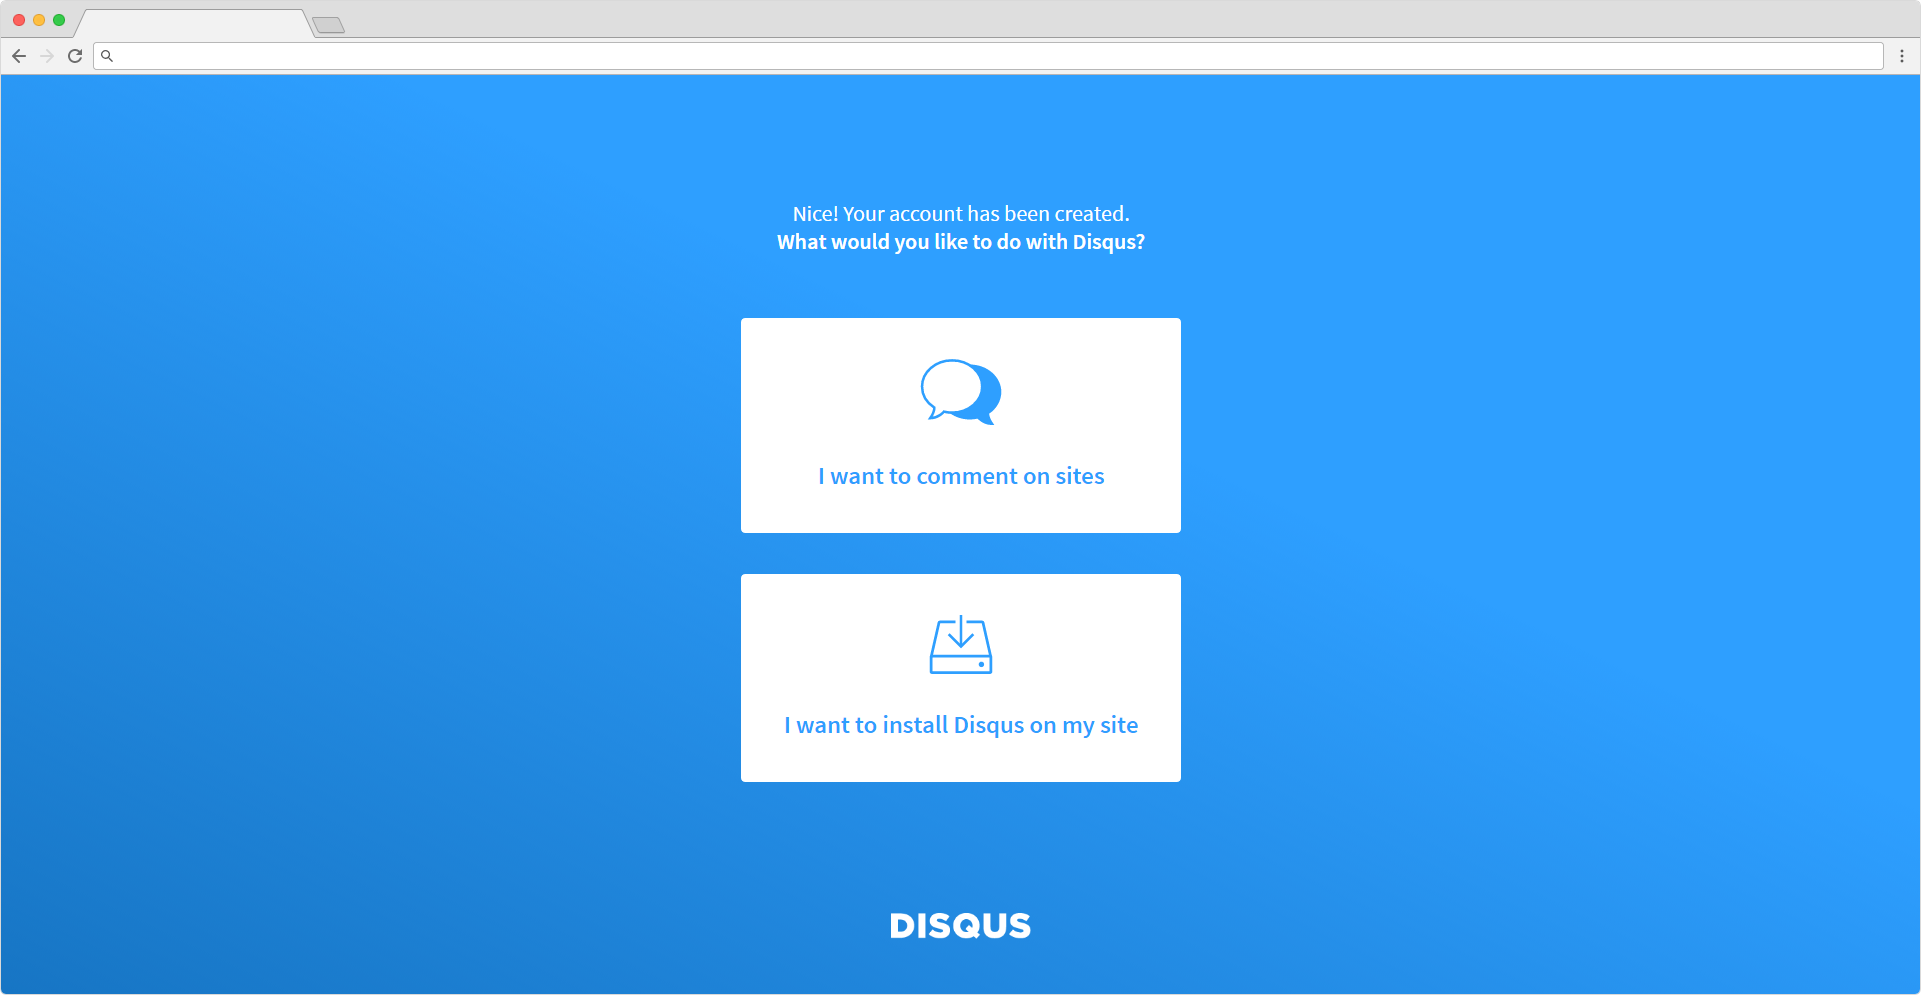 Nice! Your account has been created.
What would you like to do with Disqus?
I want to comment on sites
I want to install Disqus on my site
DISQUS